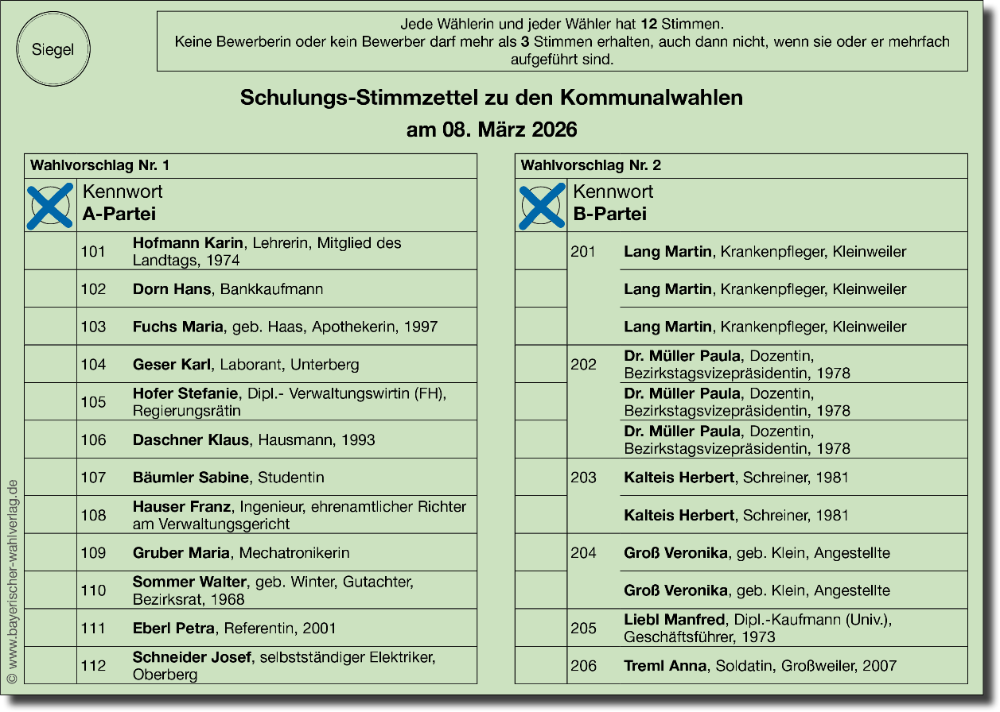 Siegel
Jede Wählerin und jeder Wähler hat 12 Stimmen.
Keine Bewerberin oder kein Bewerber darf mehr als 3 Stimmen erhalten, auch dann nicht, wenn sie oder er mehrfach
aufgeführt sind.
Schulungs-Stimmzettel zu den Kommunalwahlen
am 08. März 2026
Wahlvorschlag Nr. 1
Kennwort
A-Partei
101 Hofmann Karin, Lehrerin, Mitglied des
Landtags, 1974
102 Dorn Hans, Bankkaufmann
103 Fuchs Maria, geb. Haas, Apothekerin, 1997
104 Geser Karl, Laborant, Unterberg
105 Hofer Stefanie, Dipl.- Verwaltungswirtin (FH),
Regierungsrätin
106 Daschner Klaus, Hausmann, 1993
107 Bäumler Sabine, Studentin
108 Hauser Franz, Ingenieur, ehrenamtlicher Richter
am Verwaltungsgericht
109 Gruber Maria, Mechatronikerin
110 Sommer Walter, geb. Winter, Gutachter,
Bezirksrat, 1968
111 Eberl Petra, Referentin, 2001
112 Schneider Josef, selbstständiger Elektriker,
Oberberg
Wahlvorschlag Nr. 2
Kennwort
B-Partei
201 Lang Martin, Krankenpfleger, Kleinweiler
Lang Martin, Krankenpfleger, Kleinweiler
Lang Martin, Krankenpfleger, Kleinweiler
202 Dr. Müller Paula, Dozentin,
Bezirkstagsvizepräsidentin, 1978
Dr. Müller Paula, Dozentin,
Bezirkstagsvizepräsidentin, 1978
Dr. Müller Paula, Dozentin,
Bezirkstagsvizepräsidentin, 1978
203 Kalteis Herbert, Schreiner, 1981
Kalteis Herbert, Schreiner, 1981
204 Groß Veronika, geb. Klein, Angestellte
Groß Veronika, geb. Klein, Angestellte
205 Liebl Manfred, Dipl.-Kaufmann (Univ.),
Geschäftsführer, 1973
206 Treml Anna, Soldatin, Großweiler, 2007
© www.bayerischer-wahlverlag.de